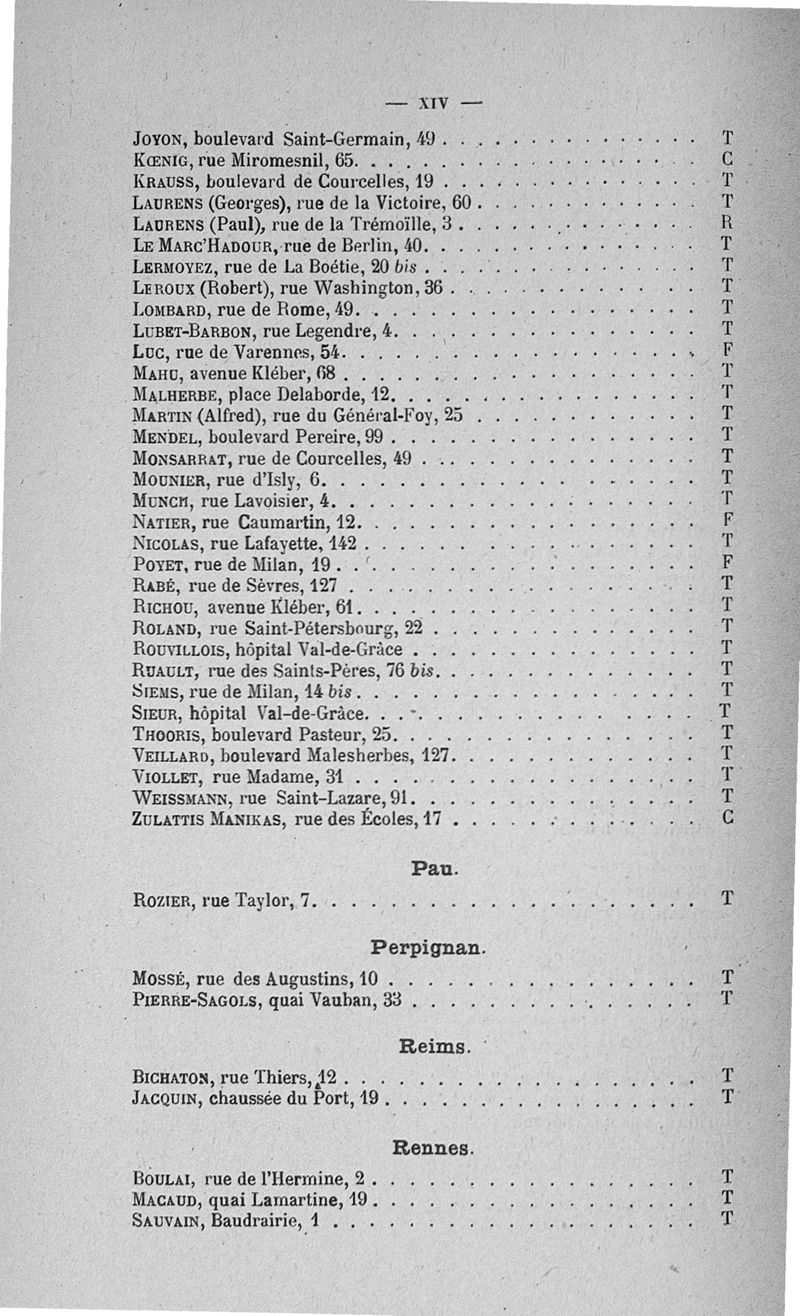 — XIV —
JOYON, boulevard Saint-Germain, 49 . . . . . . . . . . . . . . T
KŒNIG, rue Miromesnil, 65. . . . . . . . . . . . . . . . . . C
KRAUSS, boulevard de Courcelles, 19 . . . . . . . . . . . . . . T
LAURENS (Georges), rue de la Victoire, 60 . . . . . . . . . . . . T
LAURENS (Paul), rue de la Trémoïlle, 3 . . . . . . . . . . . . . R
LE MARC'HADOUR, rue de Berlin, 40. . . . . . . . . . . . . . . T
LERMOYEZ, rue de La Boétie, 20 bis . . . . . . . . . . . . . . . T
LEROUX (Robert), rue Washington, 36 . . . . . . . . . . . . . T
LOMBARD, rue de Rome, 49. . . . . . . . . . . . . . . . . . T
LUBET-BARBON, rue Legendre, 4. . . . . . . . . . . . . . . . T
LUC, rue de Varennes, 54. . . . . . . . . . . . . . . . . . . F
MAHU, avenue Kléber, 68 . . . . . . . . . . . . . . . . . . . T
MALHERBE, place Delaborde, 12. . . . . . . . . . . . . . . . T
MARTIN (Alfred), rue du Général-Foy, 25 . . . . . . . . . . . . T
MENDEL, boulevard Pereire, 99 . . . . . . . . . . . . . . . . T
MONSARRAT, rue de Courcelles, 49 . . . . . . . . . . . . . . . T
MOUNIER, rue d'Isly, 6. . . . . . . . . . . . . . . . . . . . T
MUNCH, rue Lavoisier, 4. . . . . . . . . . . . . . . . . . . T
NATIER, rue Caumartin, 12. . . . . . . . . . . . . . . . . . F
NICOLAS, rue Lafayette, 142 . . . . . . . . . . . . . . . . . . T
POYET, rue de Milan, 19 . . . . . . . . . . . . . . . . . . . F
RABÉ, rue de Sèvres, 127 . . . . . . . . . . . . . . . . . . . T
RICHOU, avenue Kléber, 61. . . . . . . . . . . . . . . . . . T
ROLAND, rue Saint-Pétersbourg, 22 . . . . . . . . . . . . . . T
ROUVILLOIS, hôpital Val-de-Grâce . . . . . . . . . . . . . . . T
RUAULT, rue des Saints-Pères, 76 bis. . . . . . . . . . . . . . T
SIEMS, rue de Milan, 14 bis . . . . . . . . . . . . . . . . . . T
SIEUR, hôpital Val-de-Grâce. . . . . . . . . . . . . . . . . . T
THOORIS, boulevard Pasteur, 25. . . . . . . . . . . . . . . . T
VEILLARD, boulevard Malesherbes, 127. . . . . . . . . . . . . T
VIOLLET, rue Madame, 31 . . . . . . . . . . . . . . . . . . T
WEISSMANN, rue Saint-Lazare, 91. . . . . . . . . . . . . . . T
ZULATTIS MANIKAS, rue des Écoles, 17 . . . . . . . . . . . . . C
Pau.
ROZIER, rue Taylor, 7. . . . . . . . . . . . . . . . . . . . T
Perpignan.
MOSSÉ, rue des Augustins, 10 . . . . . . . . . . . . . . . . T
PIERRE-SAGOLS, quai Vauban, 33 . . . . . . . . . . . . . . . T
Reims.
BICHATON, rue Thiers, 12 . . . . . . . . . . . . . . . . . . . T
JACQUIN, chaussée du Port, 19 . . . . . . . . . . . . . . . . T
Rennes.
BOULAI, rue de l'Hermine, 2 . . . . . . . . . . . . . . . . . T
MACAUD, quai Lamartine, 19 . . . . . . . . . . . . . . . . . T
SAUVAIN, Baudrairie, 1 . . . . . . . . . . . . . . . . . . . T